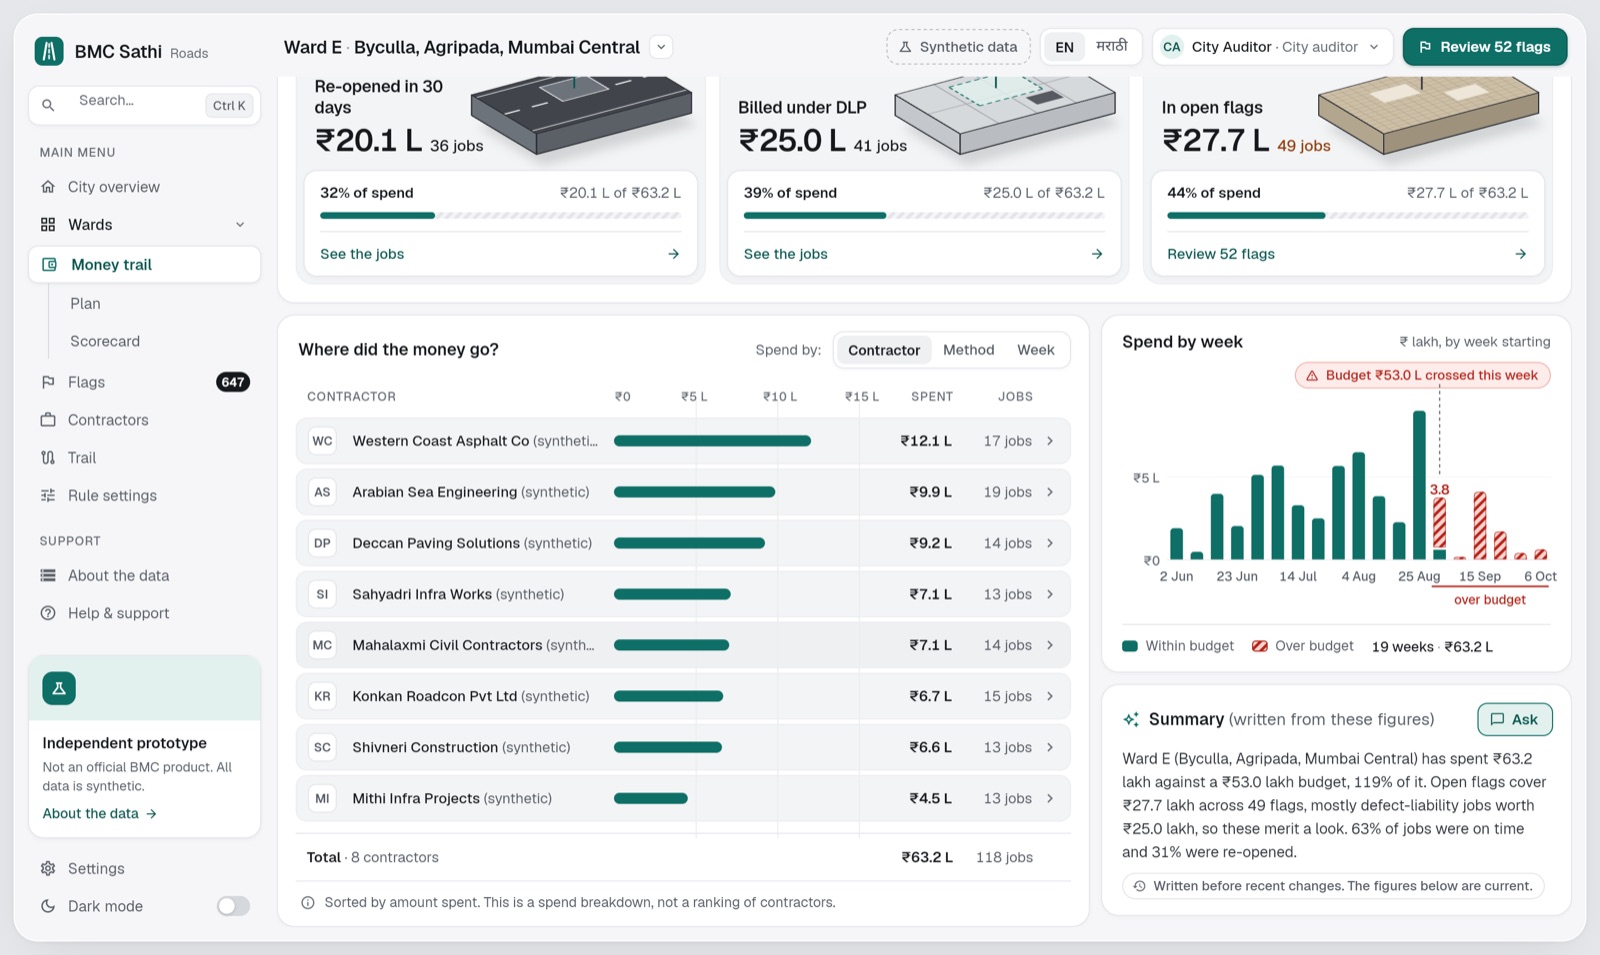 BMC Sathi Roads
Search...
Ctrl K
MAIN MENU
City overview
Wards
Money trail
Plan
Scorecard
Flags 647
Contractors
Trail
Rule settings
SUPPORT
About the data
Help & support
Independent prototype
Not an official BMC product. All
data is synthetic.
About the data →
Settings
Dark mode
Ward E · Byculla, Agripada, Mumbai Central
Synthetic data
EN मराठी
CA City Auditor · City auditor
Review 52 flags
Re-opened in 30
days
₹20.1 L 36 jobs
32% of spend ₹20.1 L of ₹63.2 L
See the jobs →
Billed under DLP
₹25.0 L 41 jobs
39% of spend ₹25.0 L of ₹63.2 L
See the jobs →
In open flags
₹27.7 L 49 jobs
44% of spend ₹27.7 L of ₹63.2 L
Review 52 flags →
Where did the money go?
Spend by: Contractor Method Week
CONTRACTOR ₹0 ₹5 L ₹10 L ₹15 L SPENT JOBS
WC Western Coast Asphalt Co (syntheti... ₹12.1 L 17 jobs
AS Arabian Sea Engineering (synthetic) ₹9.9 L 19 jobs
DP Deccan Paving Solutions (synthetic) ₹9.2 L 14 jobs
SI Sahyadri Infra Works (synthetic) ₹7.1 L 13 jobs
MC Mahalaxmi Civil Contractors (synth... ₹7.1 L 14 jobs
KR Konkan Roadcon Pvt Ltd (synthetic) ₹6.7 L 15 jobs
SC Shivneri Construction (synthetic) ₹6.6 L 13 jobs
MI Mithi Infra Projects (synthetic) ₹4.5 L 13 jobs
Total · 8 contractors ₹63.2 L 118 jobs
Sorted by amount spent. This is a spend breakdown, not a ranking of contractors.
Spend by week ₹ lakh, by week starting
Budget ₹53.0 L crossed this week
₹5 L
3.8
₹0
2 Jun 23 Jun 14 Jul 4 Aug 25 Aug 15 Sep 6 Oct
over budget
Within budget Over budget 19 weeks · ₹63.2 L
Summary (written from these figures)
Ask
Ward E (Byculla, Agripada, Mumbai Central) has spent ₹63.2
lakh against a ₹53.0 lakh budget, 119% of it. Open flags cover
₹27.7 lakh across 49 flags, mostly defect-liability jobs worth
₹25.0 lakh, so these merit a look. 63% of jobs were on time
and 31% were re-opened.
Written before recent changes. The figures below are current.